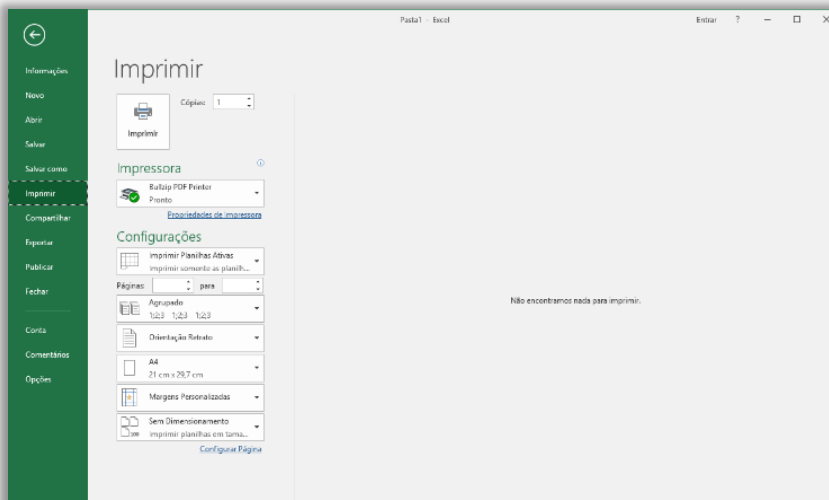 Pasta1 - Excel
Entrar ?
Informações
Novo
Abrir
Salvar
Salvar como
Imprimir
Compartilhar
Exportar
Publicar
Fechar
Conta
Comentários
Opções
Imprimir
Cópias: 1
Imprimir
Impressora
Bullzip PDF Printer
Pronto
Propriedades de Impressora
Configurações
Imprimir Planilhas Ativas
Imprimir somente as planilh...
Páginas: para
Agrupado
1;2;3 1;2;3 1;2;3
Orientação Retrato
A4
21 cm x 29,7 cm
Margens Personalizadas
Sem Dimensionamento
Imprimir planilhas em tama...
100
Configurar Página
Não encontramos nada para imprimir.